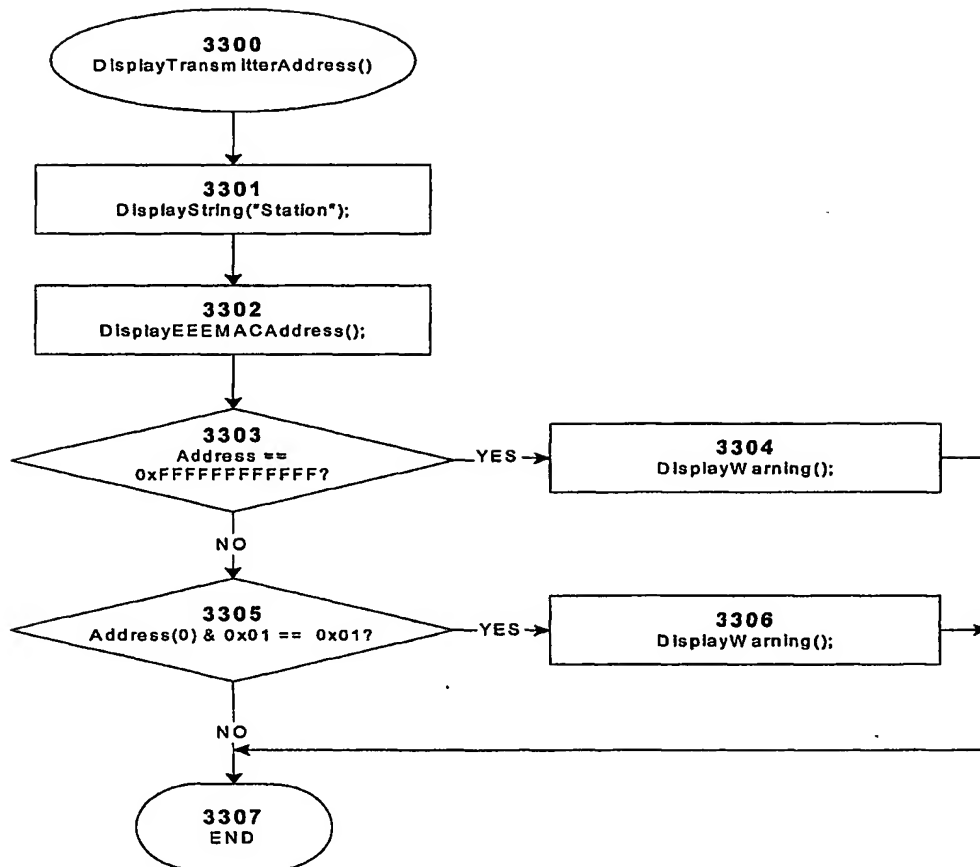 3300
DisplayTransmitterAddress()
3301
DisplayString("Station");
3302
DisplayEEEMACAddress();
3303
Address ==
0xFFFFFFFFFFFF?
YES
3304
DisplayWarning();
NO
3305
Address(0) & 0x01 == 0x01?
YES
3306
DisplayWarning();
NO
3307
END